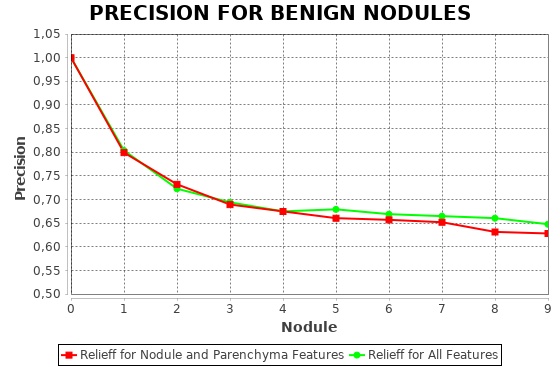 PRECISION FOR BENIGN NODULES
1,05
1,00
0,95
0,90
0,85
0,80
0,75
0,70
0,65
0,60
0,55
0,50
Precision
0 1 2 3 4 5 6 7 8 9
Nodule
Relieff for Nodule and Parenchyma Features Relieff for All Features